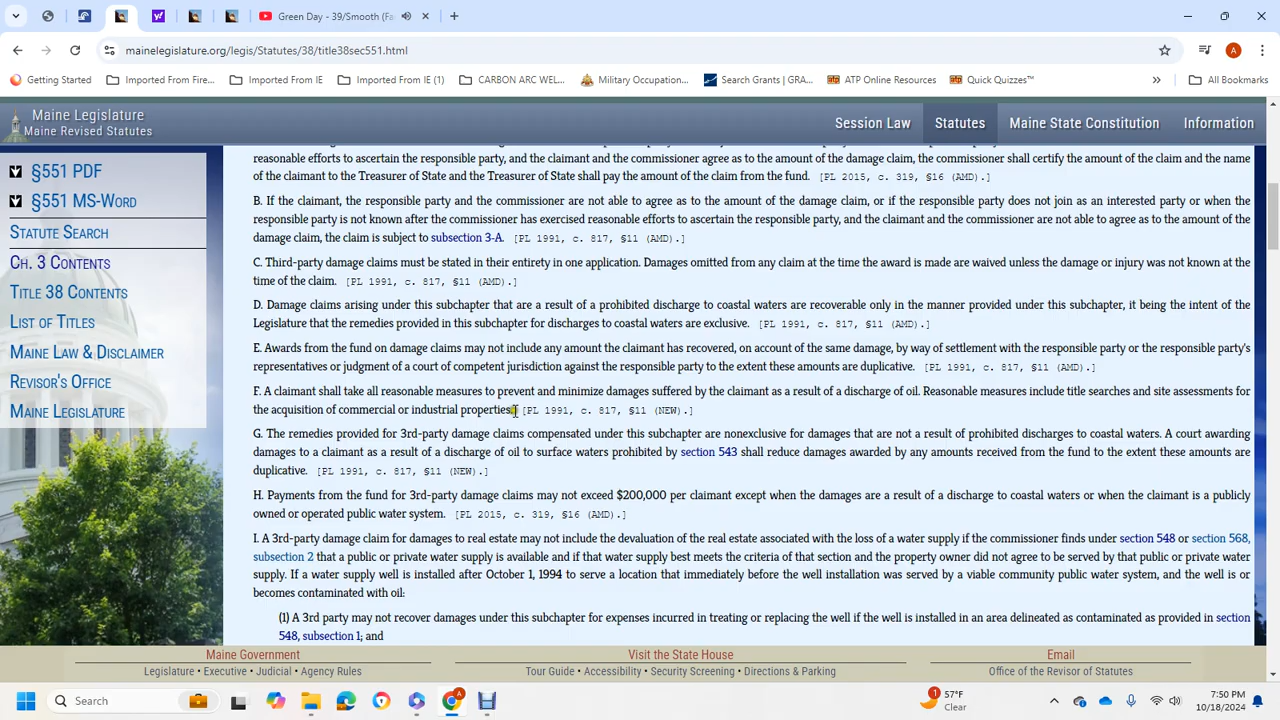 Green Day - 39/Smooth (Fa
mainelegislature.org/legis/Statutes/38/title38sec551.html
A
Getting Started
Imported From Fire...
Imported From IE
Imported From IE (1)
CARBON ARC WEL...
Military Occupation...
Search Grants | GRA...
ATP Online Resources
Quick Quizzes™
All Bookmarks
Maine Legislature
Maine Revised Statutes
Session Law
Statutes
Maine State Constitution
Information
§551 PDF
§551 MS-Word
Statute Search
Ch. 3 Contents
Title 38 Contents
List of Titles
Maine Law & Disclaimer
Revisor's Office
Maine Legislature
reasonable efforts to ascertain the responsible party, and the claimant and the commissioner agree as to the amount of the damage claim, the commissioner shall certify the amount of the claim and the name
of the claimant to the Treasurer of State and the Treasurer of State shall pay the amount of the claim from the fund. [PL 2015, c. 319, §16 (AMD).]
B. If the claimant, the responsible party and the commissioner are not able to agree as to the amount of the damage claim, or if the responsible party does not join as an interested party or when the
responsible party is not known after the commissioner has exercised reasonable efforts to ascertain the responsible party, and the claimant and the commissioner are not able to agree as to the amount of the
damage claim, the claim is subject to subsection 3-A. [PL 1991, c. 817, §11 (AMD).]
C. Third-party damage claims must be stated in their entirety in one application. Damages omitted from any claim at the time the award is made are waived unless the damage or injury was not known at the
time of the claim. [PL 1991, c. 817, §11 (AMD).]
D. Damage claims arising under this subchapter that are a result of a prohibited discharge to coastal waters are recoverable only in the manner provided under this subchapter, it being the intent of the
Legislature that the remedies provided in this subchapter for discharges to coastal waters are exclusive. [PL 1991, c. 817, §11 (AMD).]
E. Awards from the fund on damage claims may not include any amount the claimant has recovered, on account of the same damage, by way of settlement with the responsible party or the responsible party's
representatives or judgment of a court of competent jurisdiction against the responsible party to the extent these amounts are duplicative. [PL 1991, c. 817, §11 (AMD).]
F. A claimant shall take all reasonable measures to prevent and minimize damages suffered by the claimant as a result of a discharge of oil. Reasonable measures include title searches and site assessments for
the acquisition of commercial or industrial properties. [PL 1991, c. 817, §11 (NEW).]
G. The remedies provided for 3rd-party damage claims compensated under this subchapter are nonexclusive for damages that are not a result of prohibited discharges to coastal waters. A court awarding
damages to a claimant as a result of a discharge of oil to surface waters prohibited by section 543 shall reduce damages awarded by any amounts received from the fund to the extent these amounts are
duplicative. [PL 1991, c. 817, §11 (NEW).]
H. Payments from the fund for 3rd-party damage claims may not exceed $200,000 per claimant except when the damages are a result of a discharge to coastal waters or when the claimant is a publicly
owned or operated public water system. [PL 2015, c. 319, §16 (AMD).]
I. A 3rd-party damage claim for damages to real estate may not include the devaluation of the real estate associated with the loss of a water supply if the commissioner finds under section 548 or section 568,
subsection 2 that a public or private water supply is available and if that water supply best meets the criteria of that section and the property owner did not agree to be served by that public or private water
supply. If a water supply well is installed after October 1, 1994 to serve a location that immediately before the well installation was served by a viable community public water system, and the well is or
becomes contaminated with oil:
(1) A 3rd party may not recover damages under this subchapter for expenses incurred in treating or replacing the well if the well is installed in an area delineated as contaminated as provided in section
548, subsection 1; and
Maine Government
Legislature • Executive • Judicial • Agency Rules
Visit the State House
Tour Guide • Accessibility • Security Screening • Directions & Parking
Email
Office of the Revisor of Statutes
Search
1
57°F
Clear
7:50 PM
10/18/2024